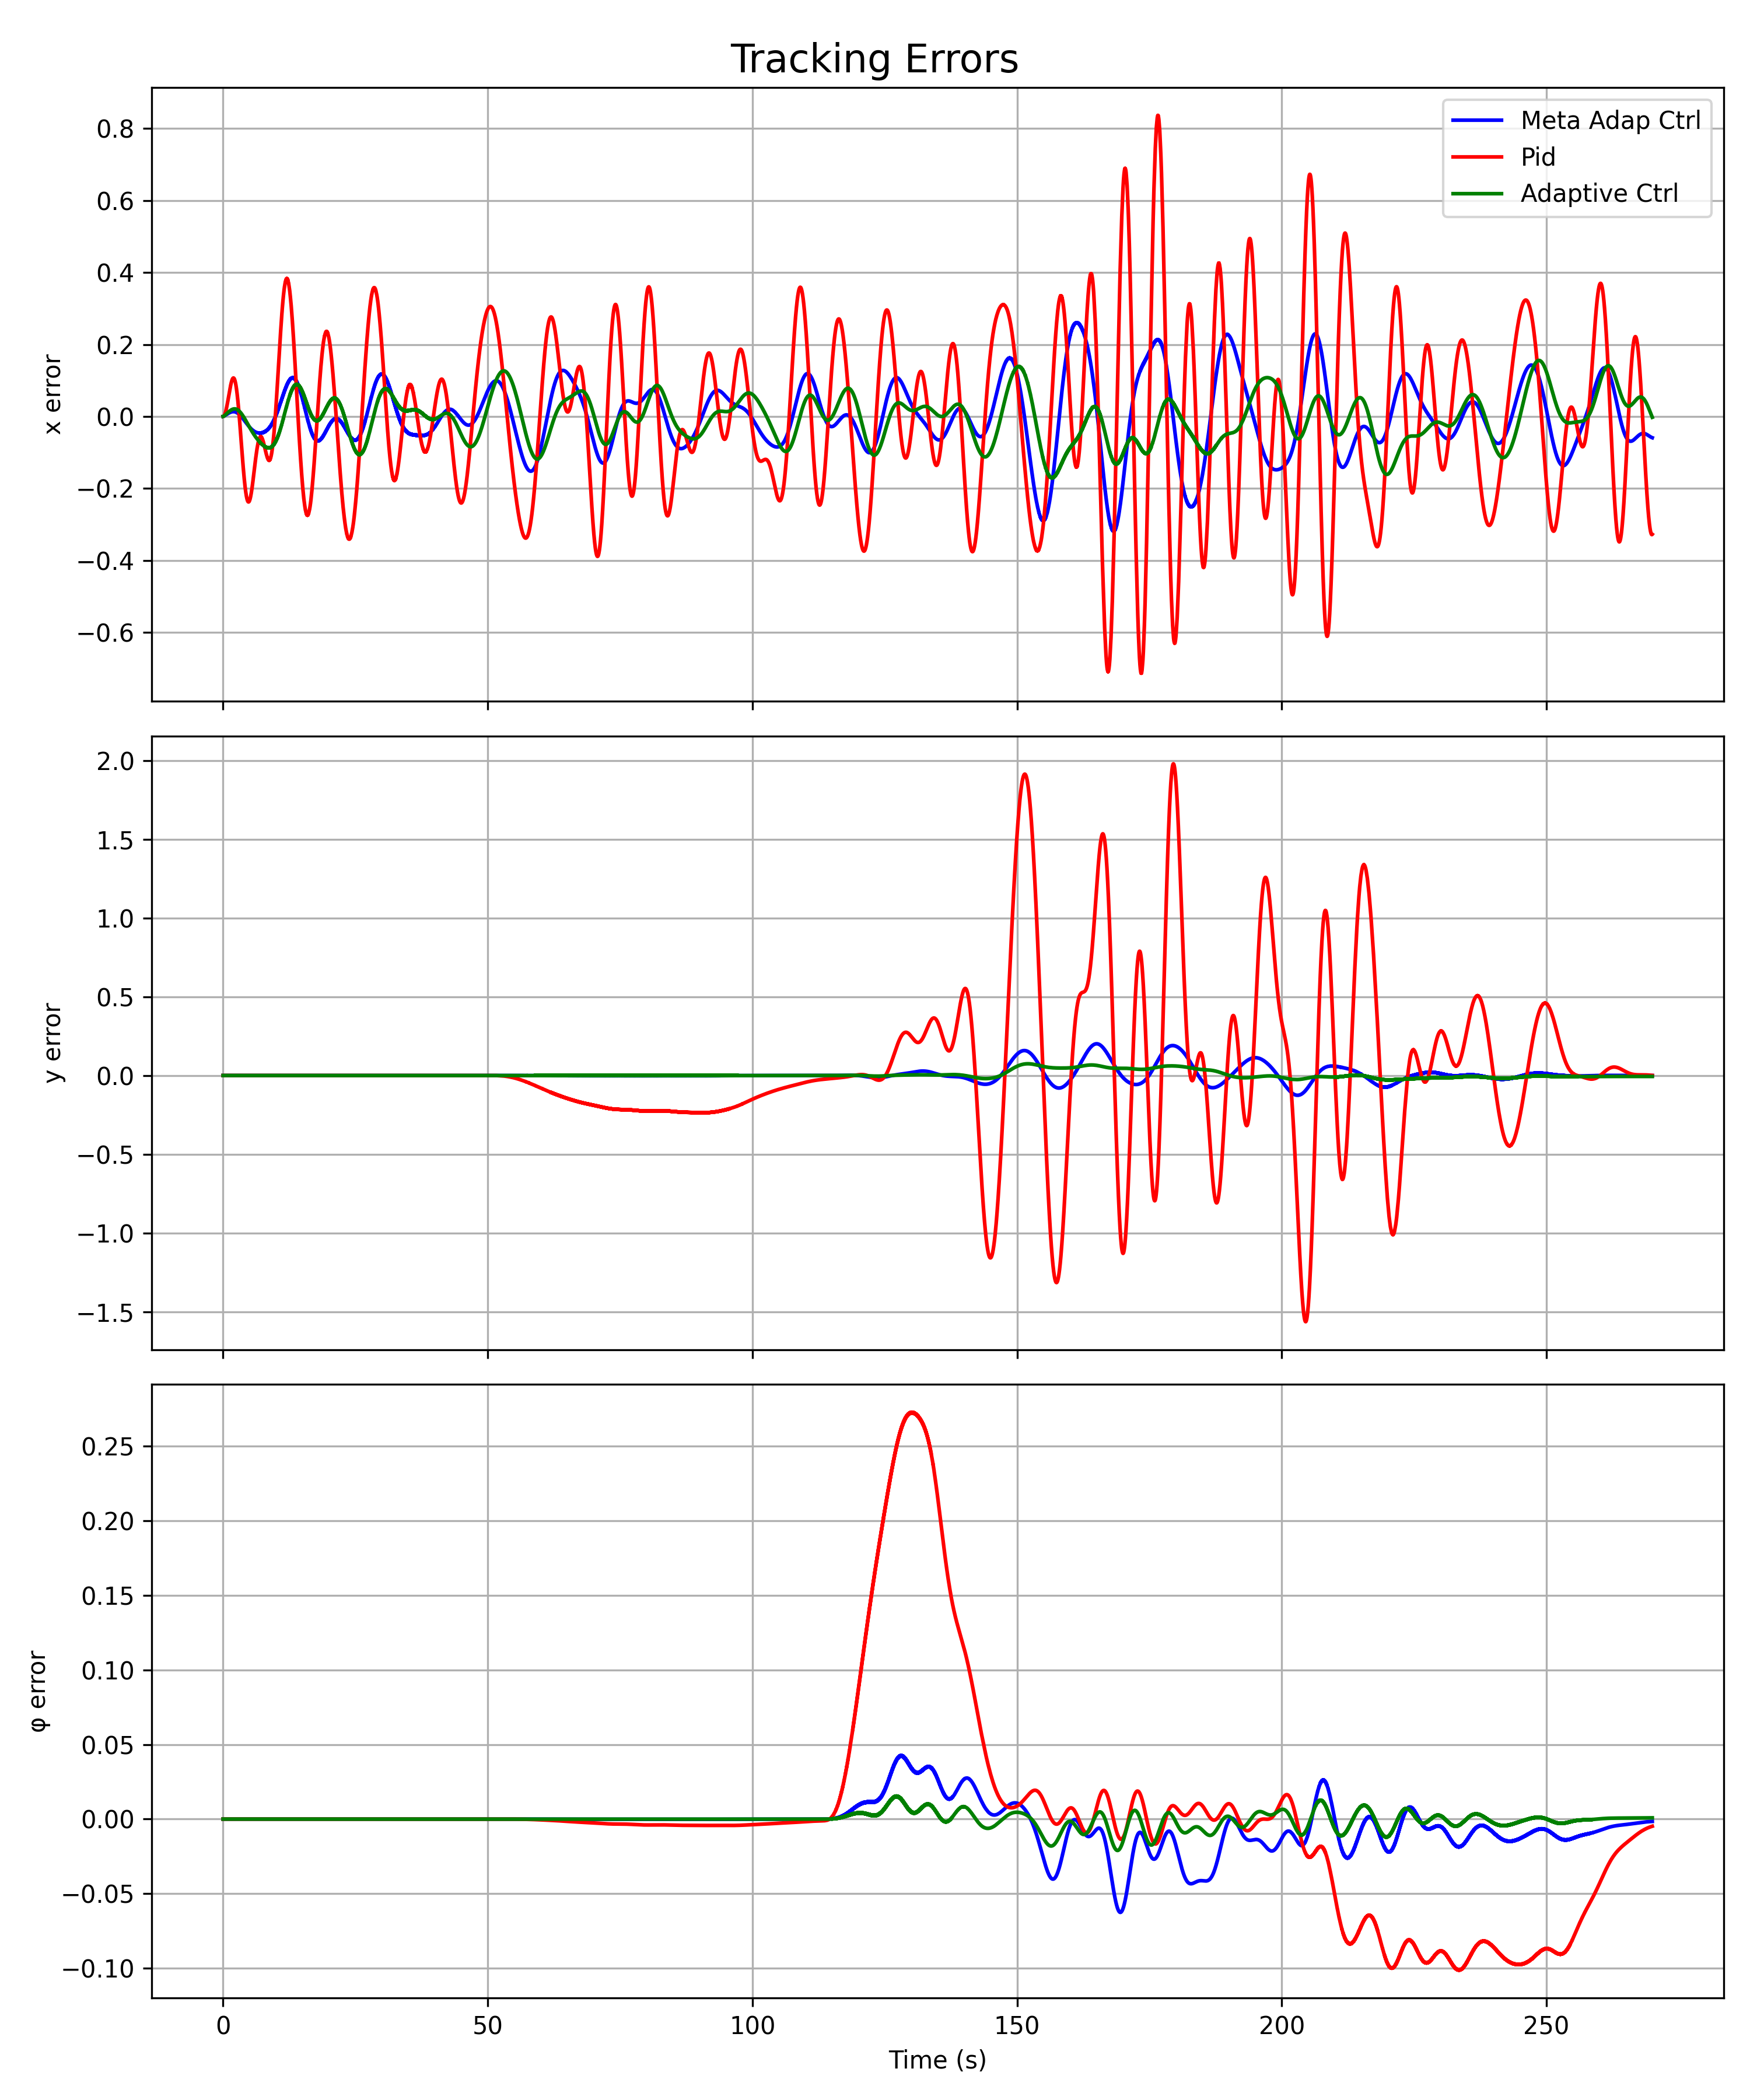 Tracking Errors
Meta Adap Ctrl
Pid
Adaptive Ctrl
x error
0.8
0.6
0.4
0.2
0.0
−0.2
−0.4
−0.6
y error
2.0
1.5
1.0
0.5
0.0
−0.5
−1.0
−1.5
φ error
0.25
0.20
0.15
0.10
0.05
0.00
−0.05
−0.10
0 50 100 150 200 250
Time (s)